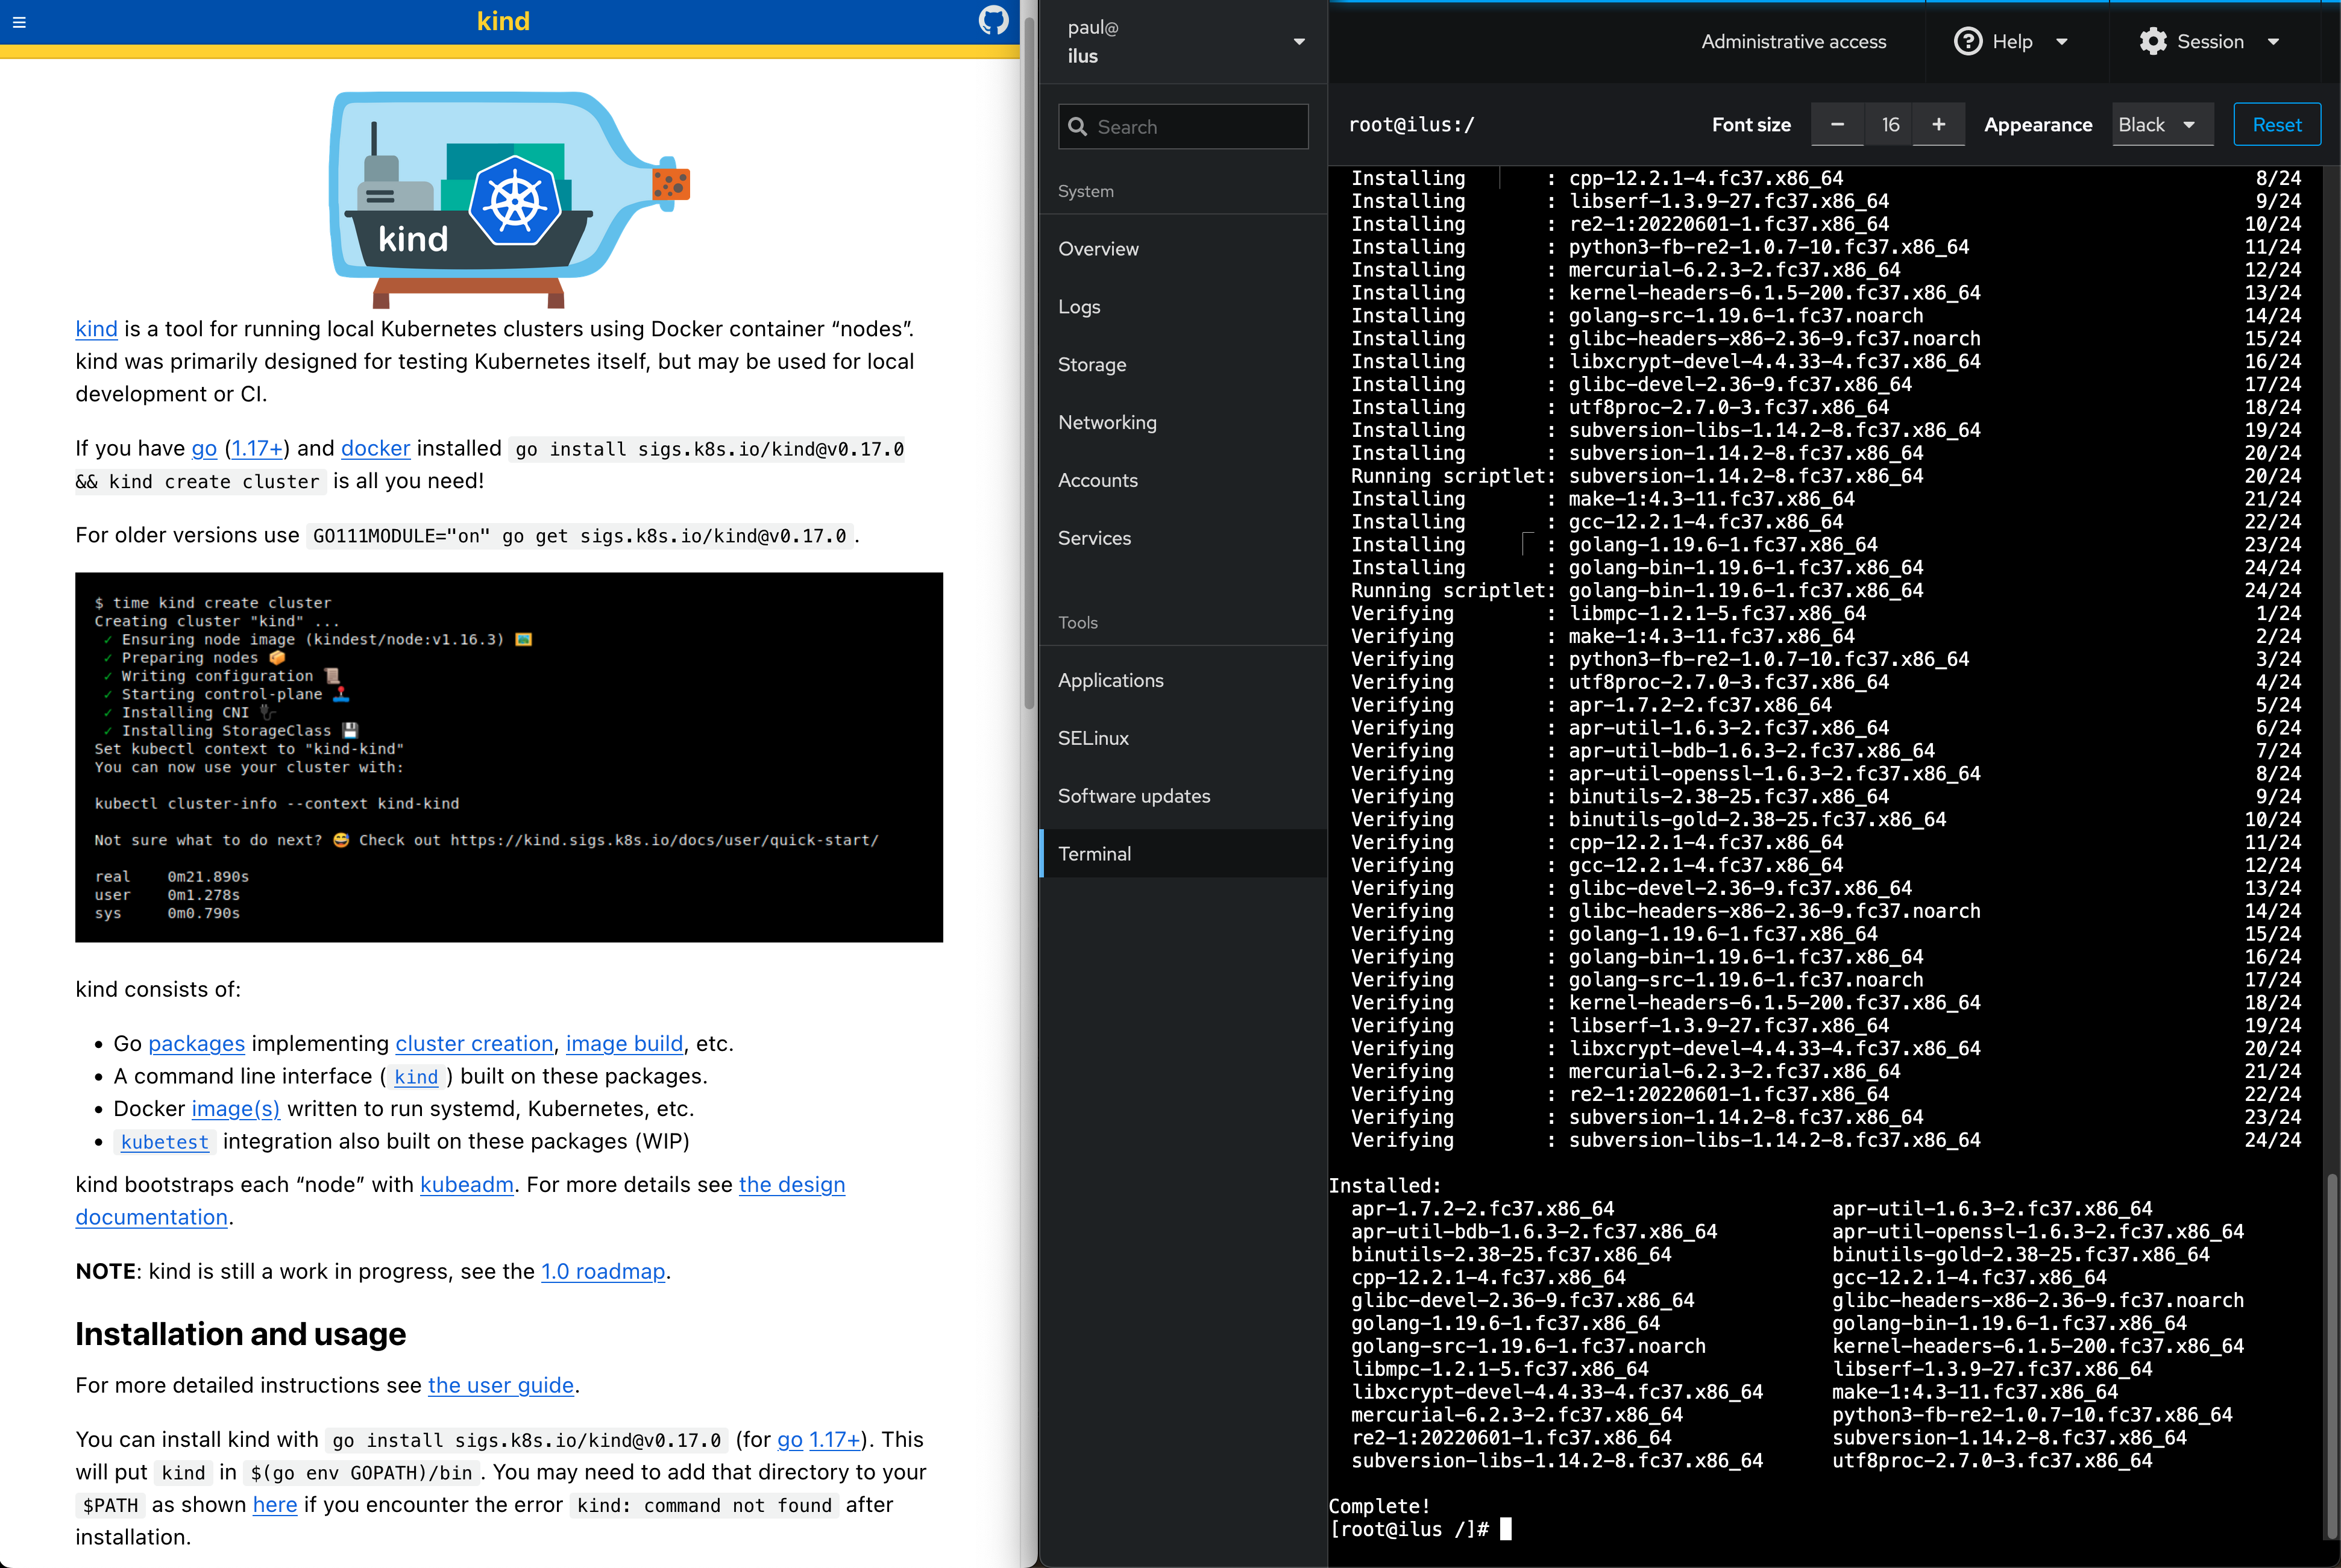 kind
kind
kind is a tool for running local Kubernetes clusters using Docker container “nodes”.
kind was primarily designed for testing Kubernetes itself, but may be used for local
development or CI.
If you have go (1.17+) and docker installed go install sigs.k8s.io/kind@v0.17.0
&& kind create cluster is all you need!
For older versions use GO111MODULE="on" go get sigs.k8s.io/kind@v0.17.0 .
$ time kind create cluster
Creating cluster "kind" ...
✓ Ensuring node image (kindest/node:v1.16.3) 🖼
✓ Preparing nodes 📦
✓ Writing configuration 📜
✓ Starting control-plane 🕹
✓ Installing CNI 🔌
✓ Installing StorageClass 💾
Set kubectl context to "kind-kind"
You can now use your cluster with:
kubectl cluster-info --context kind-kind
Not sure what to do next? 😅 Check out https://kind.sigs.k8s.io/docs/user/quick-start/
real 0m21.890s
user 0m1.278s
sys 0m0.790s
kind consists of:
• Go packages implementing cluster creation, image build, etc.
• A command line interface ( kind ) built on these packages.
• Docker image(s) written to run systemd, Kubernetes, etc.
• kubetest integration also built on these packages (WIP)
kind bootstraps each “node” with kubeadm. For more details see the design
documentation.
NOTE: kind is still a work in progress, see the 1.0 roadmap.
Installation and usage
For more detailed instructions see the user guide.
You can install kind with go install sigs.k8s.io/kind@v0.17.0 (for go 1.17+). This
will put kind in $(go env GOPATH)/bin . You may need to add that directory to your
$PATH as shown here if you encounter the error kind: command not found after
installation.
paul@
ilus
Search
System
Overview
Logs
Storage
Networking
Accounts
Services
Tools
Applications
SELinux
Software updates
Terminal
Administrative access
Help
Session
root@ilus:/
Font size
− 16 +
Appearance
Black
Reset
Installing : cpp-12.2.1-4.fc37.x86_64 8/24
Installing : libserf-1.3.9-27.fc37.x86_64 9/24
Installing : re2-1:20220601-1.fc37.x86_64 10/24
Installing : python3-fb-re2-1.0.7-10.fc37.x86_64 11/24
Installing : mercurial-6.2.3-2.fc37.x86_64 12/24
Installing : kernel-headers-6.1.5-200.fc37.x86_64 13/24
Installing : golang-src-1.19.6-1.fc37.noarch 14/24
Installing : glibc-headers-x86-2.36-9.fc37.noarch 15/24
Installing : libxcrypt-devel-4.4.33-4.fc37.x86_64 16/24
Installing : glibc-devel-2.36-9.fc37.x86_64 17/24
Installing : utf8proc-2.7.0-3.fc37.x86_64 18/24
Installing : subversion-libs-1.14.2-8.fc37.x86_64 19/24
Installing : subversion-1.14.2-8.fc37.x86_64 20/24
Running scriptlet: subversion-1.14.2-8.fc37.x86_64 20/24
Installing : make-1:4.3-11.fc37.x86_64 21/24
Installing : gcc-12.2.1-4.fc37.x86_64 22/24
Installing : golang-1.19.6-1.fc37.x86_64 23/24
Installing : golang-bin-1.19.6-1.fc37.x86_64 24/24
Running scriptlet: golang-bin-1.19.6-1.fc37.x86_64 24/24
Verifying : libmpc-1.2.1-5.fc37.x86_64 1/24
Verifying : make-1:4.3-11.fc37.x86_64 2/24
Verifying : python3-fb-re2-1.0.7-10.fc37.x86_64 3/24
Verifying : utf8proc-2.7.0-3.fc37.x86_64 4/24
Verifying : apr-1.7.2-2.fc37.x86_64 5/24
Verifying : apr-util-1.6.3-2.fc37.x86_64 6/24
Verifying : apr-util-bdb-1.6.3-2.fc37.x86_64 7/24
Verifying : apr-util-openssl-1.6.3-2.fc37.x86_64 8/24
Verifying : binutils-2.38-25.fc37.x86_64 9/24
Verifying : binutils-gold-2.38-25.fc37.x86_64 10/24
Verifying : cpp-12.2.1-4.fc37.x86_64 11/24
Verifying : gcc-12.2.1-4.fc37.x86_64 12/24
Verifying : glibc-devel-2.36-9.fc37.x86_64 13/24
Verifying : glibc-headers-x86-2.36-9.fc37.noarch 14/24
Verifying : golang-1.19.6-1.fc37.x86_64 15/24
Verifying : golang-bin-1.19.6-1.fc37.x86_64 16/24
Verifying : golang-src-1.19.6-1.fc37.noarch 17/24
Verifying : kernel-headers-6.1.5-200.fc37.x86_64 18/24
Verifying : libserf-1.3.9-27.fc37.x86_64 19/24
Verifying : libxcrypt-devel-4.4.33-4.fc37.x86_64 20/24
Verifying : mercurial-6.2.3-2.fc37.x86_64 21/24
Verifying : re2-1:20220601-1.fc37.x86_64 22/24
Verifying : subversion-1.14.2-8.fc37.x86_64 23/24
Verifying : subversion-libs-1.14.2-8.fc37.x86_64 24/24
Installed:
apr-1.7.2-2.fc37.x86_64 apr-util-1.6.3-2.fc37.x86_64
apr-util-bdb-1.6.3-2.fc37.x86_64 apr-util-openssl-1.6.3-2.fc37.x86_64
binutils-2.38-25.fc37.x86_64 binutils-gold-2.38-25.fc37.x86_64
cpp-12.2.1-4.fc37.x86_64 gcc-12.2.1-4.fc37.x86_64
glibc-devel-2.36-9.fc37.x86_64 glibc-headers-x86-2.36-9.fc37.noarch
golang-1.19.6-1.fc37.x86_64 golang-bin-1.19.6-1.fc37.x86_64
golang-src-1.19.6-1.fc37.noarch kernel-headers-6.1.5-200.fc37.x86_64
libmpc-1.2.1-5.fc37.x86_64 libserf-1.3.9-27.fc37.x86_64
libxcrypt-devel-4.4.33-4.fc37.x86_64 make-1:4.3-11.fc37.x86_64
mercurial-6.2.3-2.fc37.x86_64 python3-fb-re2-1.0.7-10.fc37.x86_64
re2-1:20220601-1.fc37.x86_64 subversion-1.14.2-8.fc37.x86_64
subversion-libs-1.14.2-8.fc37.x86_64 utf8proc-2.7.0-3.fc37.x86_64
Complete!
[root@ilus /]#